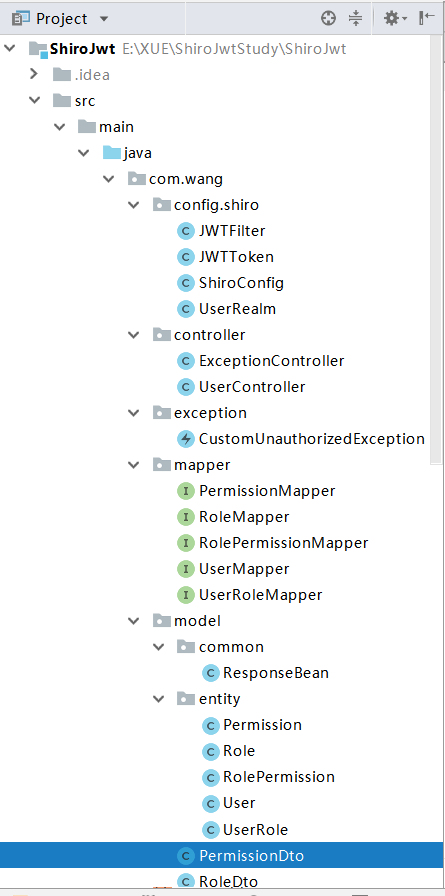 Project
ShiroJwt E:\XUE\ShiroJwtStudy\ShiroJwt
.idea
src
main
java
com.wang
config.shiro
JWTFilter
JWTToken
ShiroConfig
UserRealm
controller
ExceptionController
UserController
exception
CustomUnauthorizedException
mapper
PermissionMapper
RoleMapper
RolePermissionMapper
UserMapper
UserRoleMapper
model
common
ResponseBean
entity
Permission
Role
RolePermission
User
UserRole
PermissionDto
RoleDto